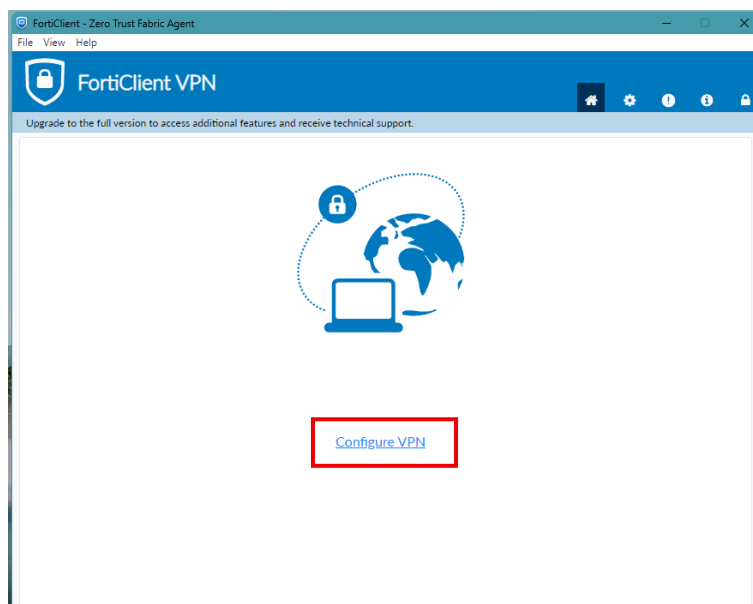 FortiClient - Zero Trust Fabric Agent
File View Help
FortiClient VPN
Upgrade to the full version to access additional features and receive technical support.
Configure VPN